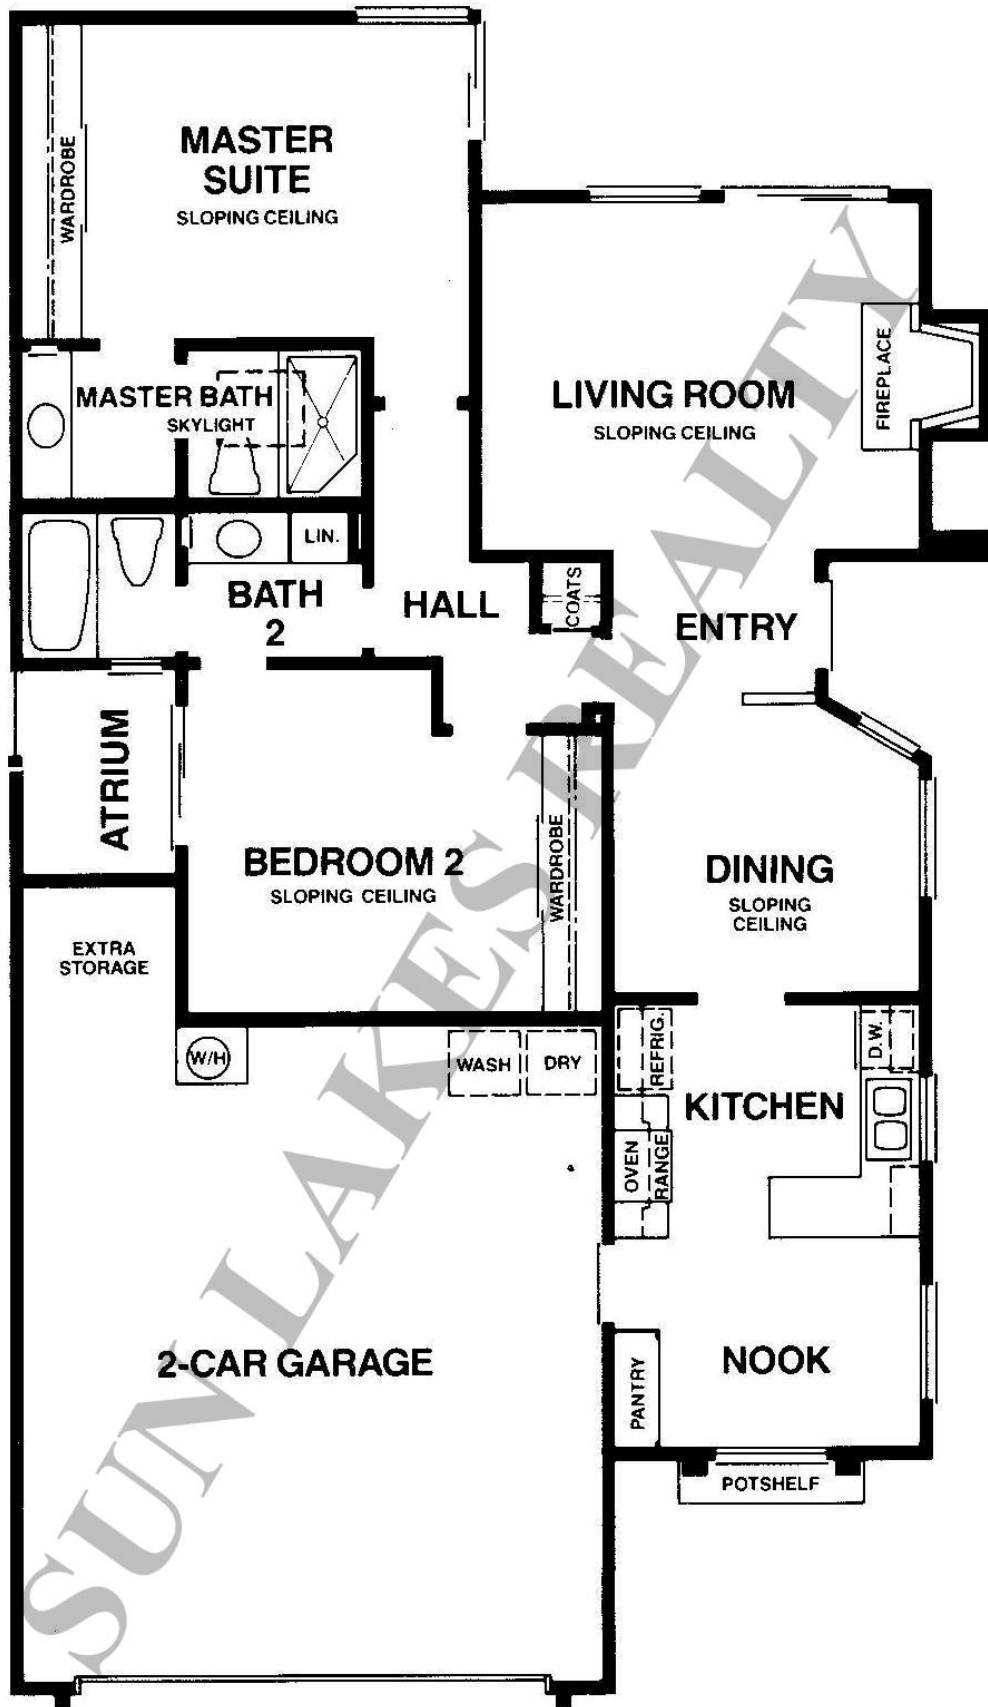 MASTER
SUITE
SLOPING CEILING
WARDROBE
LIVING ROOM
SLOPING CEILING
FIREPLACE
MASTER BATH
SKYLIGHT
LIN.
BATH
2
HALL
COATS
ENTRY
ATRIUM
BEDROOM 2
SLOPING CEILING
WARDROBE
DINING
SLOPING
CEILING
EXTRA
STORAGE
W/H
WASH
DRY
REFRIG.
D.W.
KITCHEN
OVEN
RANGE
2-CAR GARAGE
PANTRY
NOOK
POTSHELF
SUN LAKES REALTY